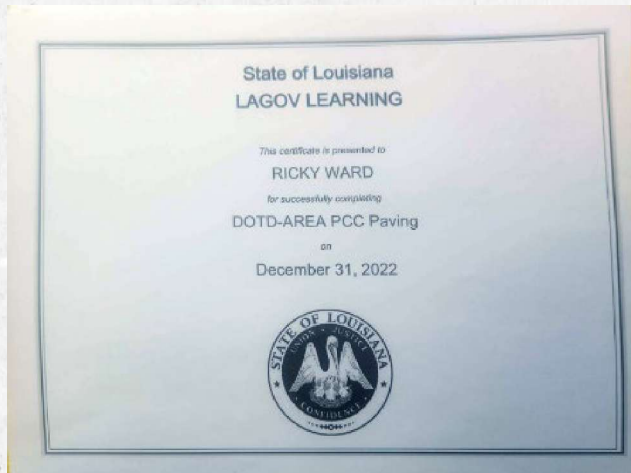 State of Louisiana
LAGOV LEARNING
This certificate is presented to
RICKY WARD
for successfully completing
DOTD-AREA PCC Paving
on
December 31, 2022
STATE OF LOUISIANA
UNION · JUSTICE
CONFIDENCE